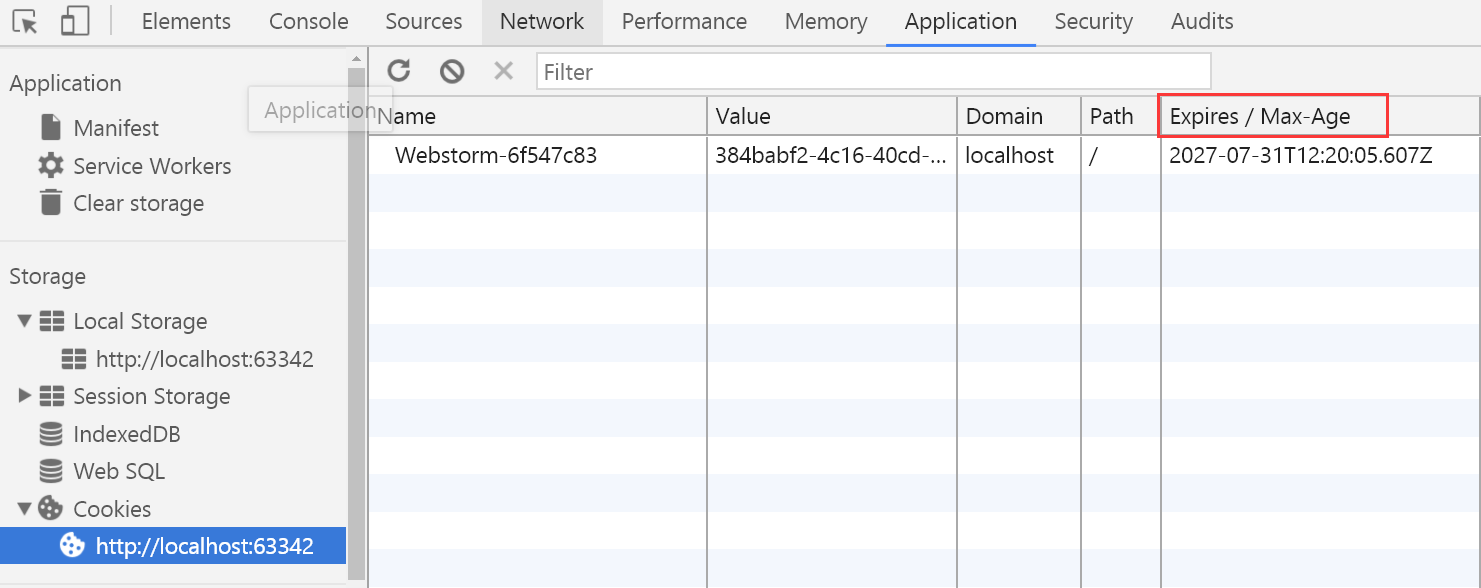 Elements Console Sources Network Performance Memory Application Security Audits
Application
Manifest
Service Workers
Clear storage
Storage
Local Storage
http://localhost:63342
Session Storage
IndexedDB
Web SQL
Cookies
http://localhost:63342
Application
Filter
Name Value Domain Path Expires / Max-Age
Webstorm-6f547c83 384babf2-4c16-40cd-... localhost / 2027-07-31T12:20:05.607Z